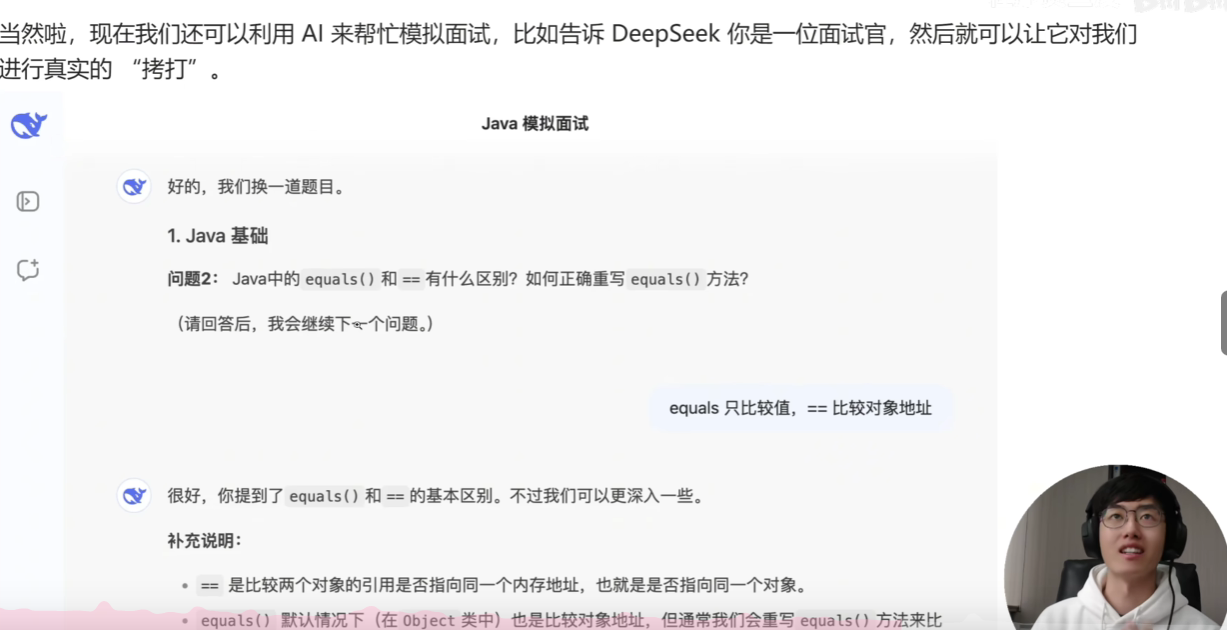 当然啦，现在我们还可以利用 AI 来帮忙模拟面试，比如告诉 DeepSeek 你是一位面试官，然后就可以让它对我们
进行真实的 “拷打”。
Java 模拟面试
好的，我们换一道题目。
1. Java 基础
问题2： Java中的 equals() 和 == 有什么区别？如何正确重写 equals() 方法？
（请回答后，我会继续下一个问题。）
equals 只比较值，== 比较对象地址
很好，你提到了 equals() 和 == 的基本区别。不过我们可以更深入一些。
补充说明：
• == 是比较两个对象的引用是否指向同一个内存地址，也就是是否指向同一个对象。
• equals() 默认情况下（在 Object 类中）也是比较对象地址，但通常我们会重写 equals() 方法来比